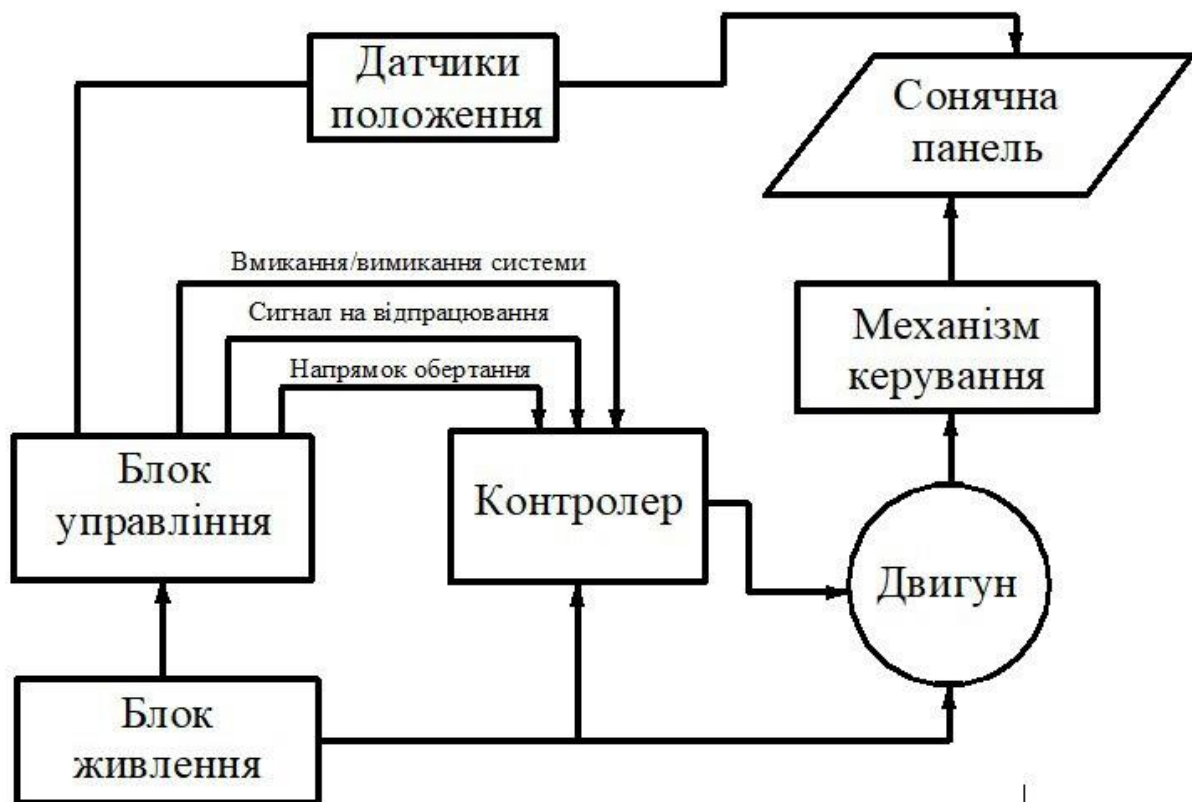 Датчики
положення
Сонячна
панель
Вмикання/вимикання системи
Сигнал на відпрацювання
Напрямок обертання
Механізм
керування
Блок
управління
Контролер
Двигун
Блок
живлення